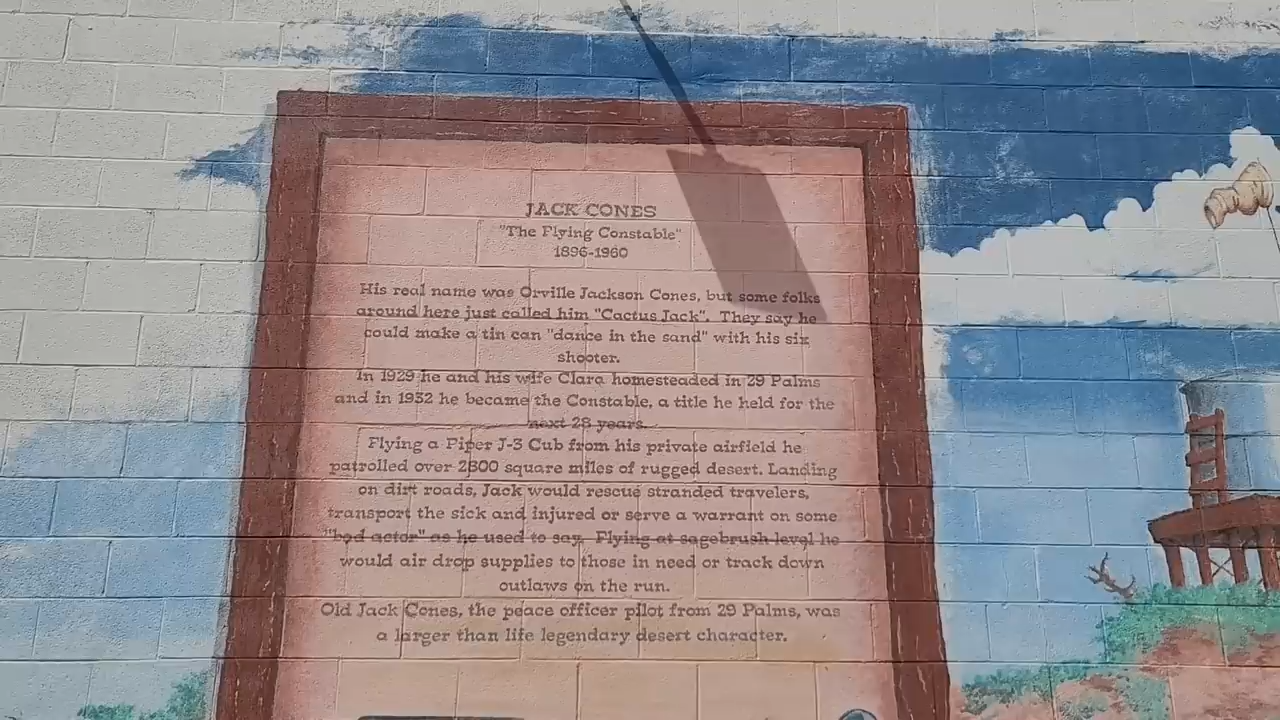 JACK CONES
"The Flying Constable"
1896-1960
His real name was Orville Jackson Cones, but some folks
around here just called him "Cactus Jack". They say he
could make a tin can "dance in the sand" with his six
shooter.
In 1929 he and his wife Clara homesteaded in 29 Palms
and in 1932 he became the Constable, a title he held for the
next 28 years.
Flying a Piper J-3 Cub from his private airfield he
patrolled over 2800 square miles of rugged desert. Landing
on dirt roads, Jack would rescue stranded travelers,
transport the sick and injured or serve a warrant on some
"bad actor" as he used to say. Flying at sagebrush level he
would air drop supplies to those in need or track down
outlaws on the run.
Old Jack Cones, the peace officer pilot from 29 Palms, was
a larger than life legendary desert character.